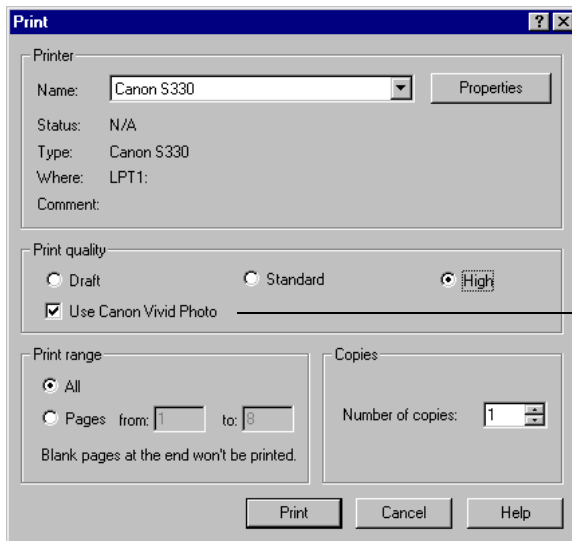 Print
Printer
Name: Canon S330 Properties
Status: N/A
Type: Canon S330
Where: LPT1:
Comment:
Print quality
Draft Standard High
Use Canon Vivid Photo
Print range
All
Pages from: 1 to: 8
Blank pages at the end won't be printed.
Copies
Number of copies: 1
Print Cancel Help